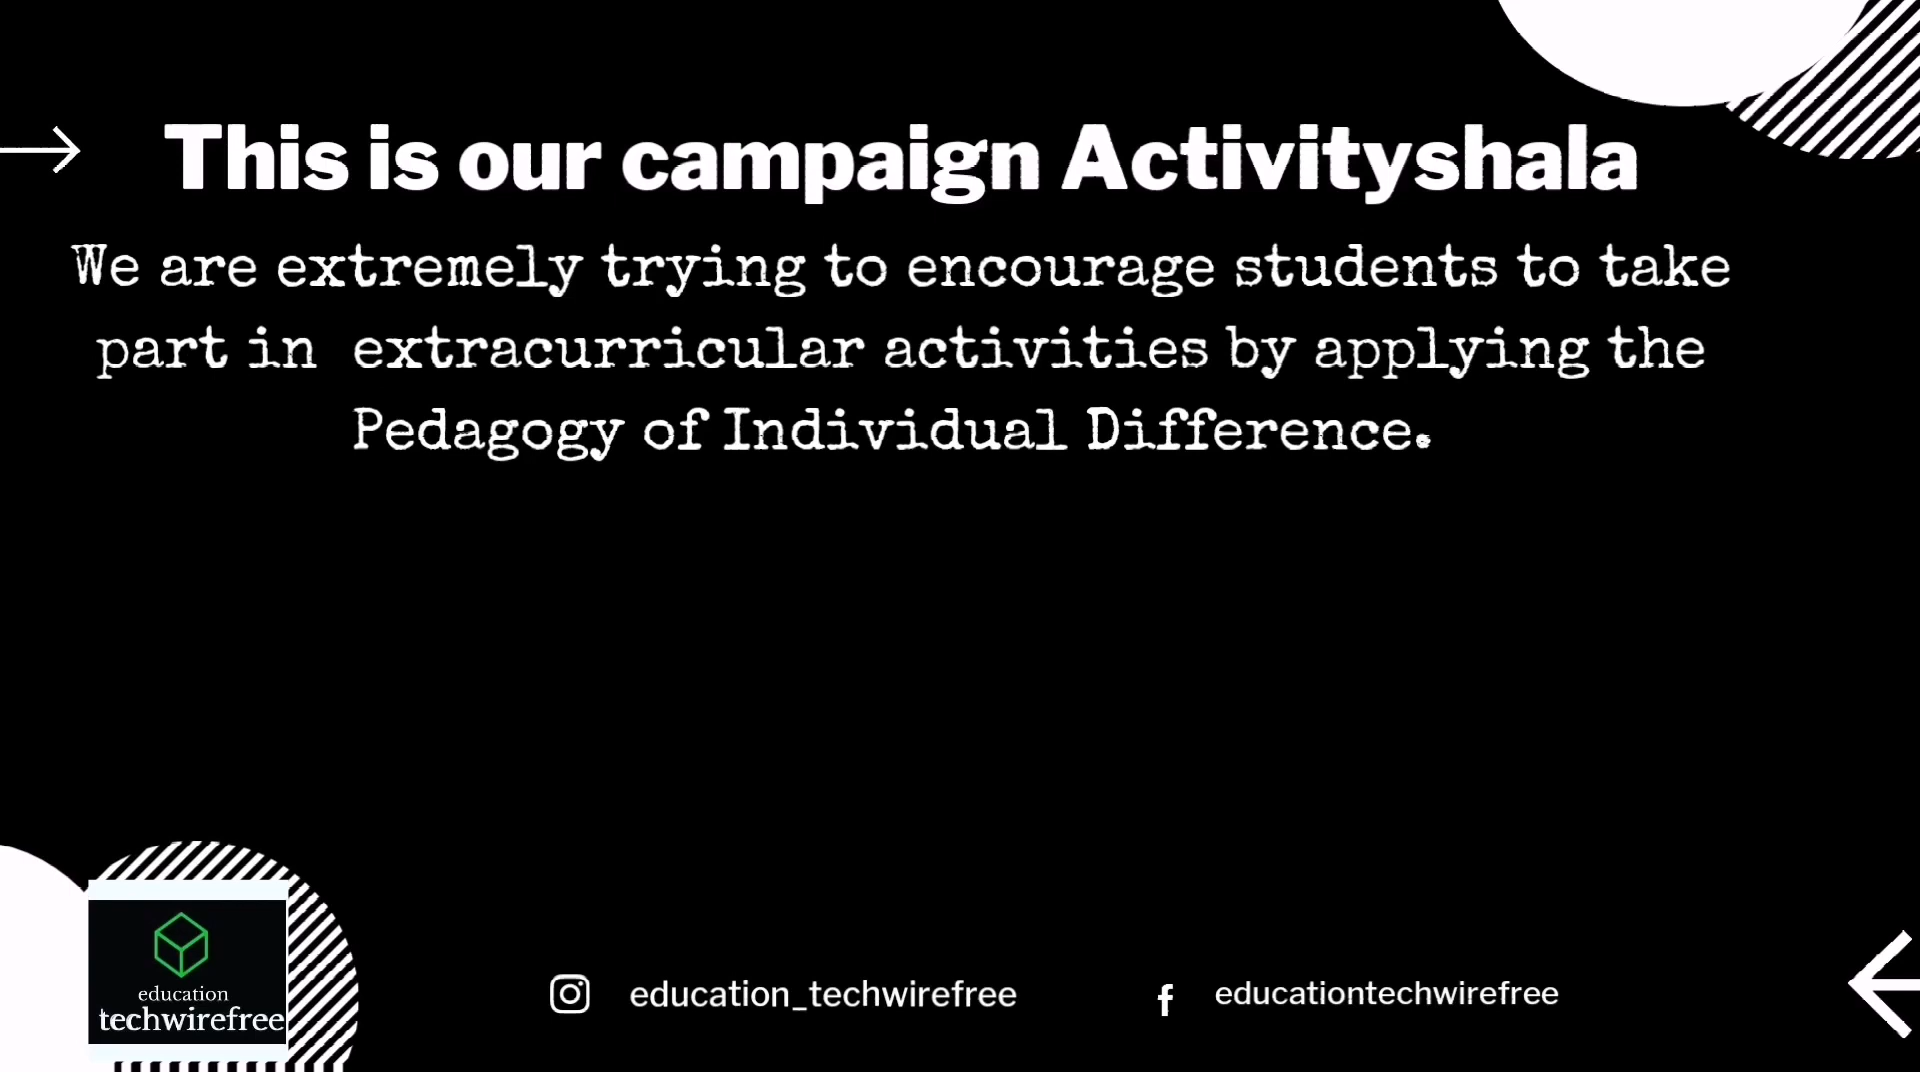 This is our campaign Activityshala
We are extremely trying to encourage students to take
part in extracurricular activities by applying the
Pedagogy of Individual Difference.
education
techwirefree
education_techwirefree
educationtechwirefree